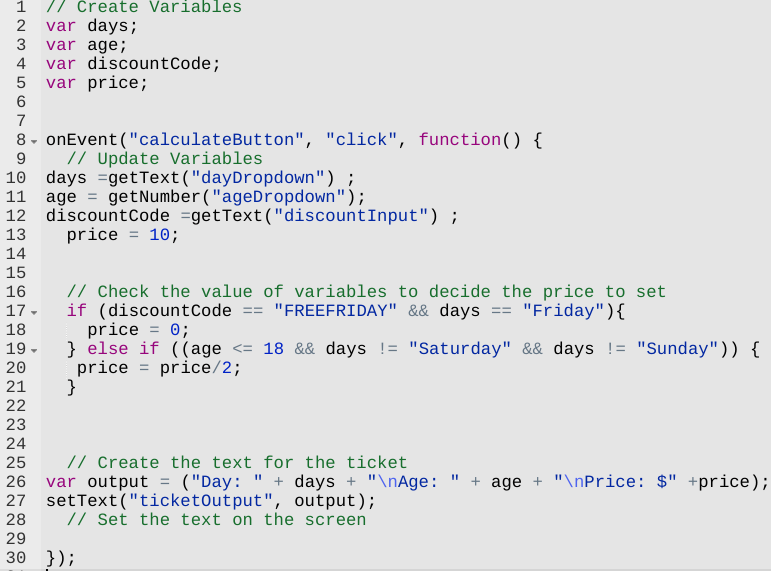 1 // Create Variables
2 var days;
3 var age;
4 var discountCode;
5 var price;
6
7
8 onEvent("calculateButton", "click", function() {
9   // Update Variables
10 days =getText("dayDropdown") ;
11 age = getNumber("ageDropdown");
12 discountCode =getText("discountInput") ;
13   price = 10;
14
15
16   // Check the value of variables to decide the price to set
17   if (discountCode == "FREEFRIDAY" && days == "Friday"){
18     price = 0;
19   } else if ((age <= 18 && days != "Saturday" && days != "Sunday")) {
20    price = price/2;
21   }
22
23
24
25   // Create the text for the ticket
26 var output = ("Day: " + days + "\nAge: " + age + "\nPrice: $" +price);
27 setText("ticketOutput", output);
28   // Set the text on the screen
29
30 });